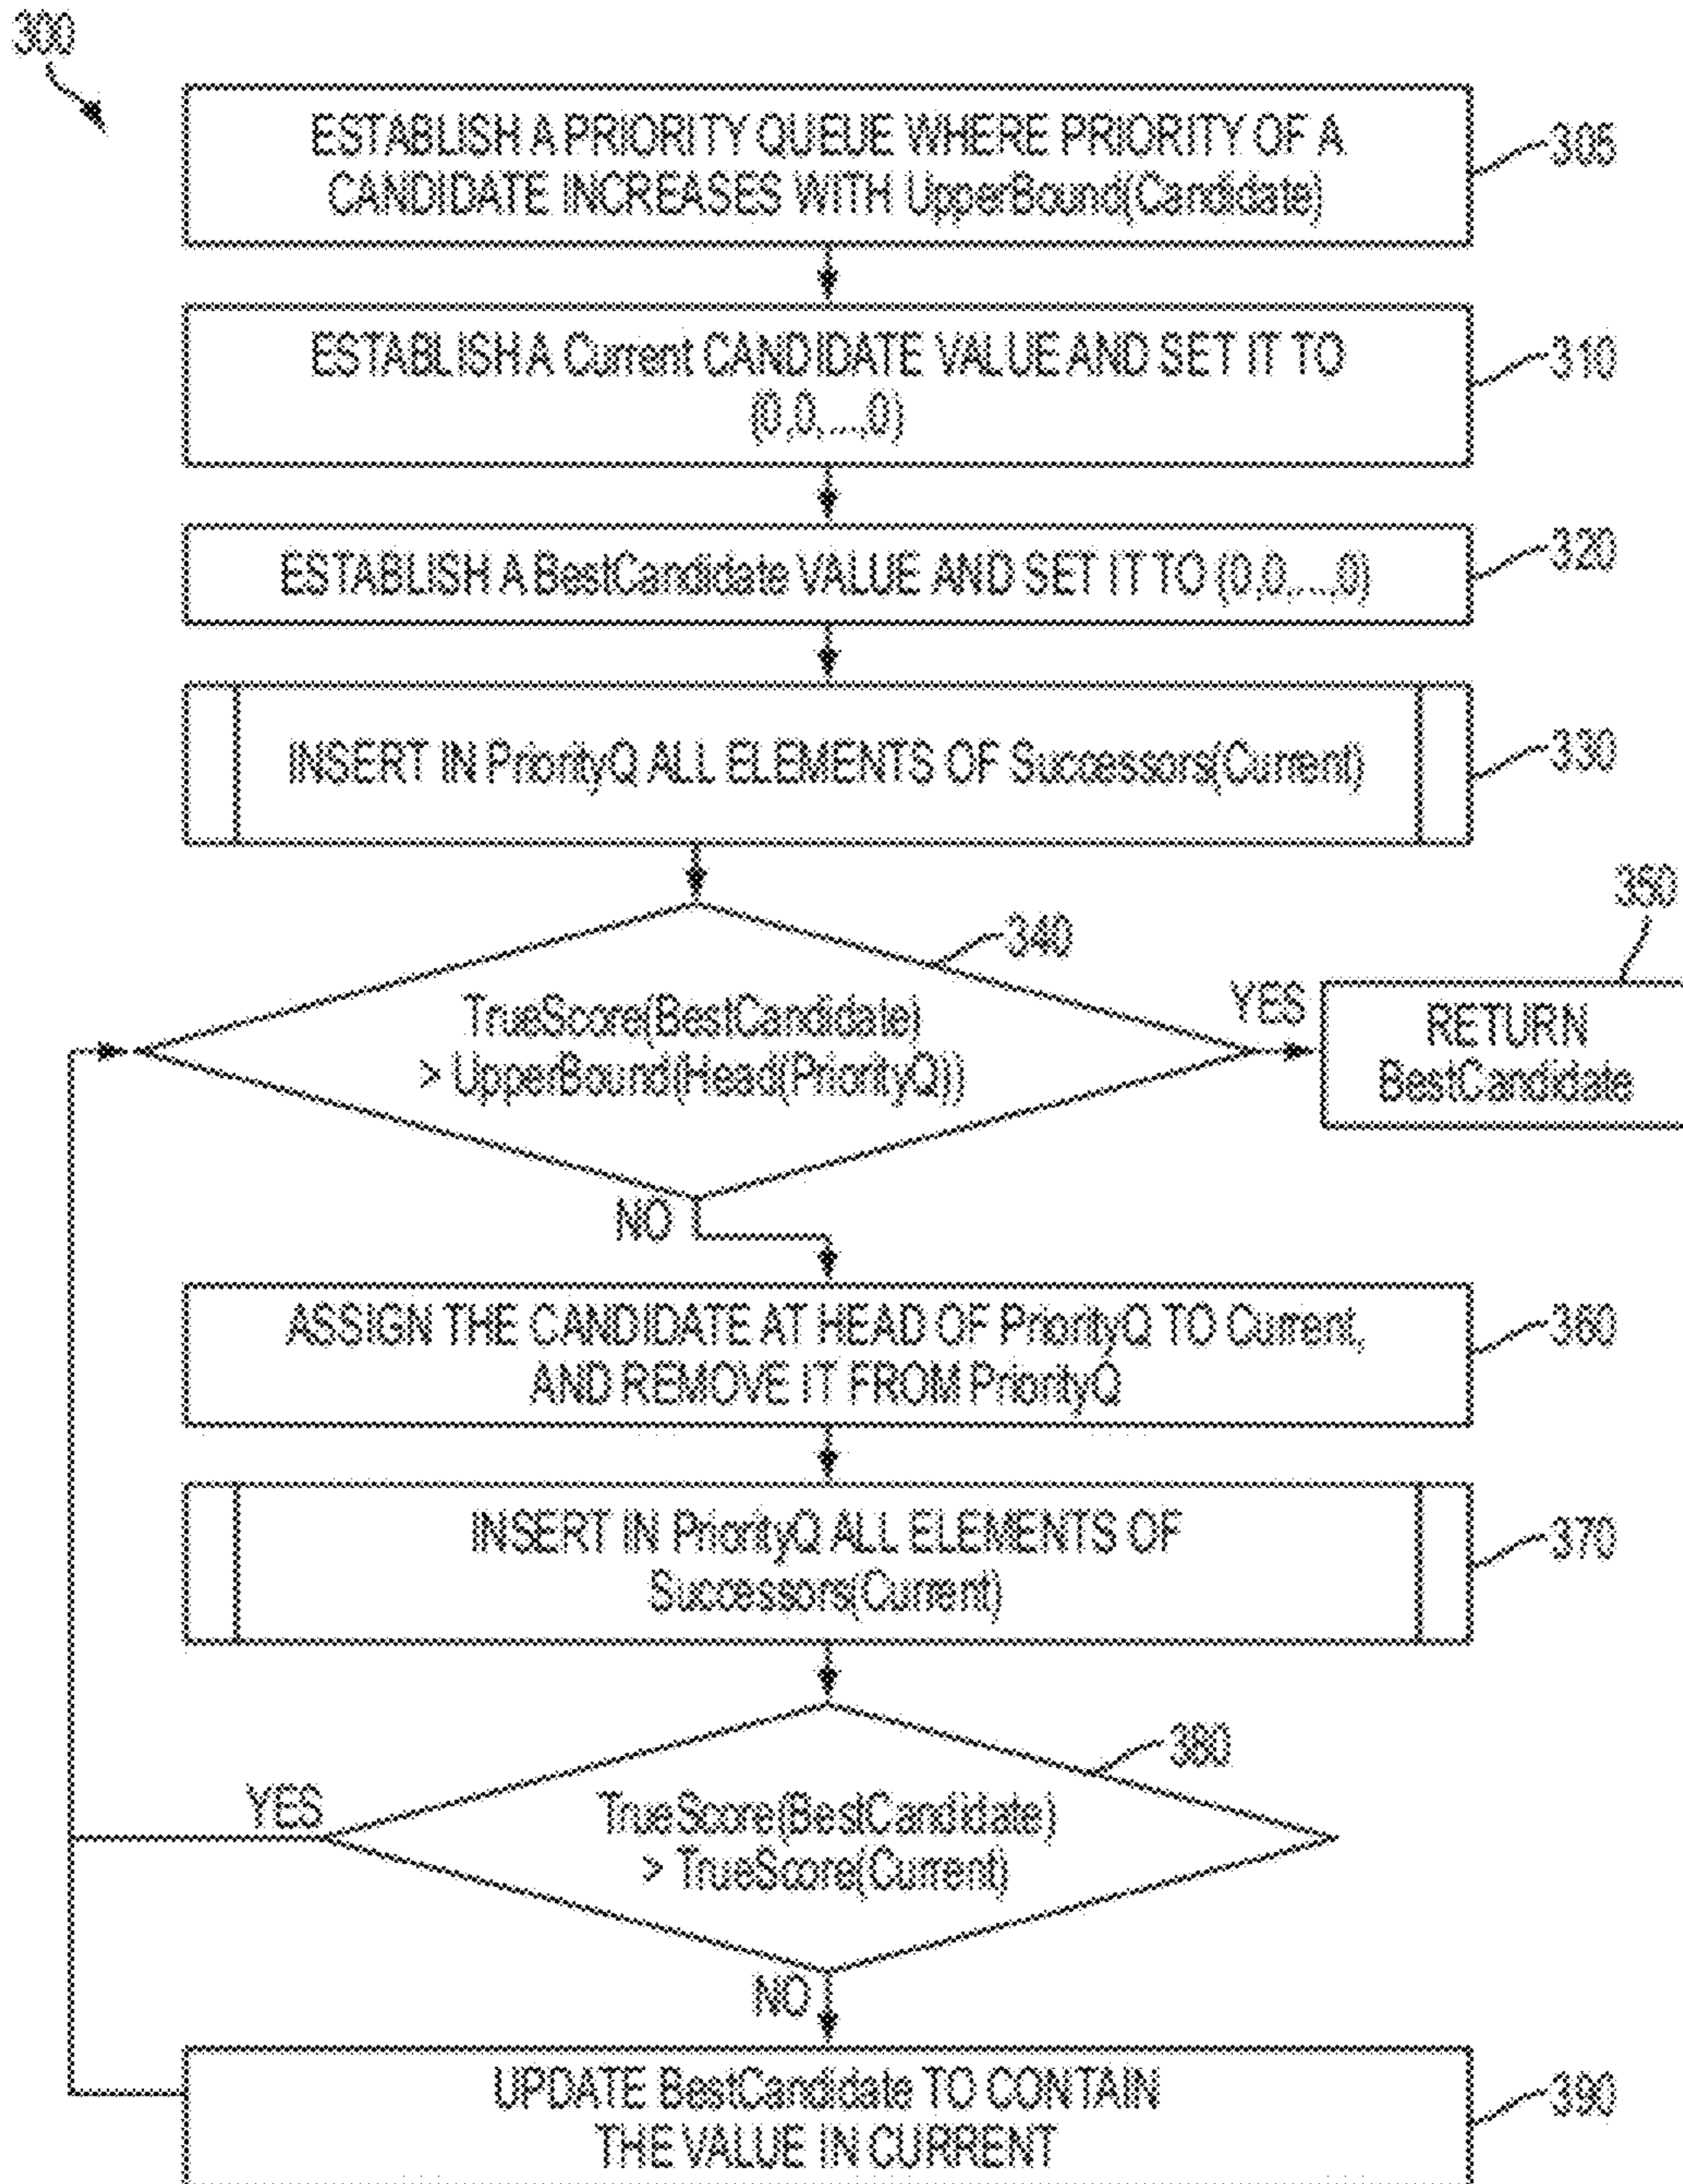 300
ESTABLISH A PRIORITY QUEUE WHERE PRIORITY OF A
CANDIDATE INCREASES WITH UpperBound(Candidate)
305
ESTABLISH A Current CANDIDATE VALUE AND SET IT TO
(0,0,...,0)
310
ESTABLISH A BestCandidate VALUE AND SET IT TO (0,0,...,0)
320
INSERT IN PriorityQ ALL ELEMENTS OF Successors(Current)
330
340
TrueScore(BestCandidate)
> UpperBound(Head(PriorityQ))
YES
350
RETURN
BestCandidate
NO
ASSIGN THE CANDIDATE AT HEAD OF PriorityQ TO Current,
AND REMOVE IT FROM PriorityQ
360
INSERT IN PriorityQ ALL ELEMENTS OF
Successors(Current)
370
380
YES
TrueScore(BestCandidate)
> TrueScore(Current)
NO
UPDATE BestCandidate TO CONTAIN
THE VALUE IN CURRENT
390